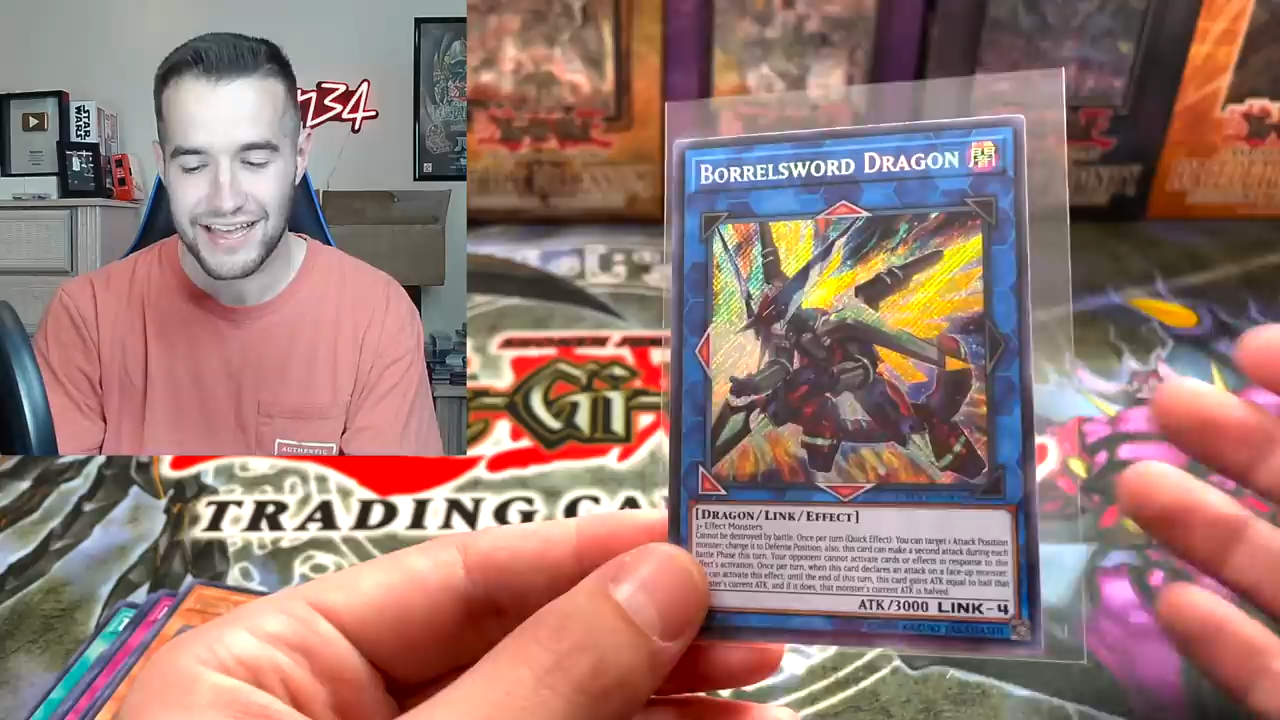 STAR
WARS
34
BORRELSWORD DRAGON 闇
Gi
TRADING CA
AUTHENTIC
[DRAGON/LINK/EFFECT]
3+ Effect Monsters
Cannot be destroyed by battle. Once per turn (Quick Effect): You can target 1 Attack Position
monster; change it to Defense Position, also, this card can make a second attack during each
Battle Phase this turn. Your opponent cannot activate cards or effects in response to this
effect's activation. Once per turn, when this card declares an attack on a face-up monster:
can activate this effect; until the end of this turn, this card gains ATK equal to half that
monster's current ATK, and if it does, that monster's current ATK is halved.
ATK/3000 LINK-4
KAZUKI TAKAHASHI